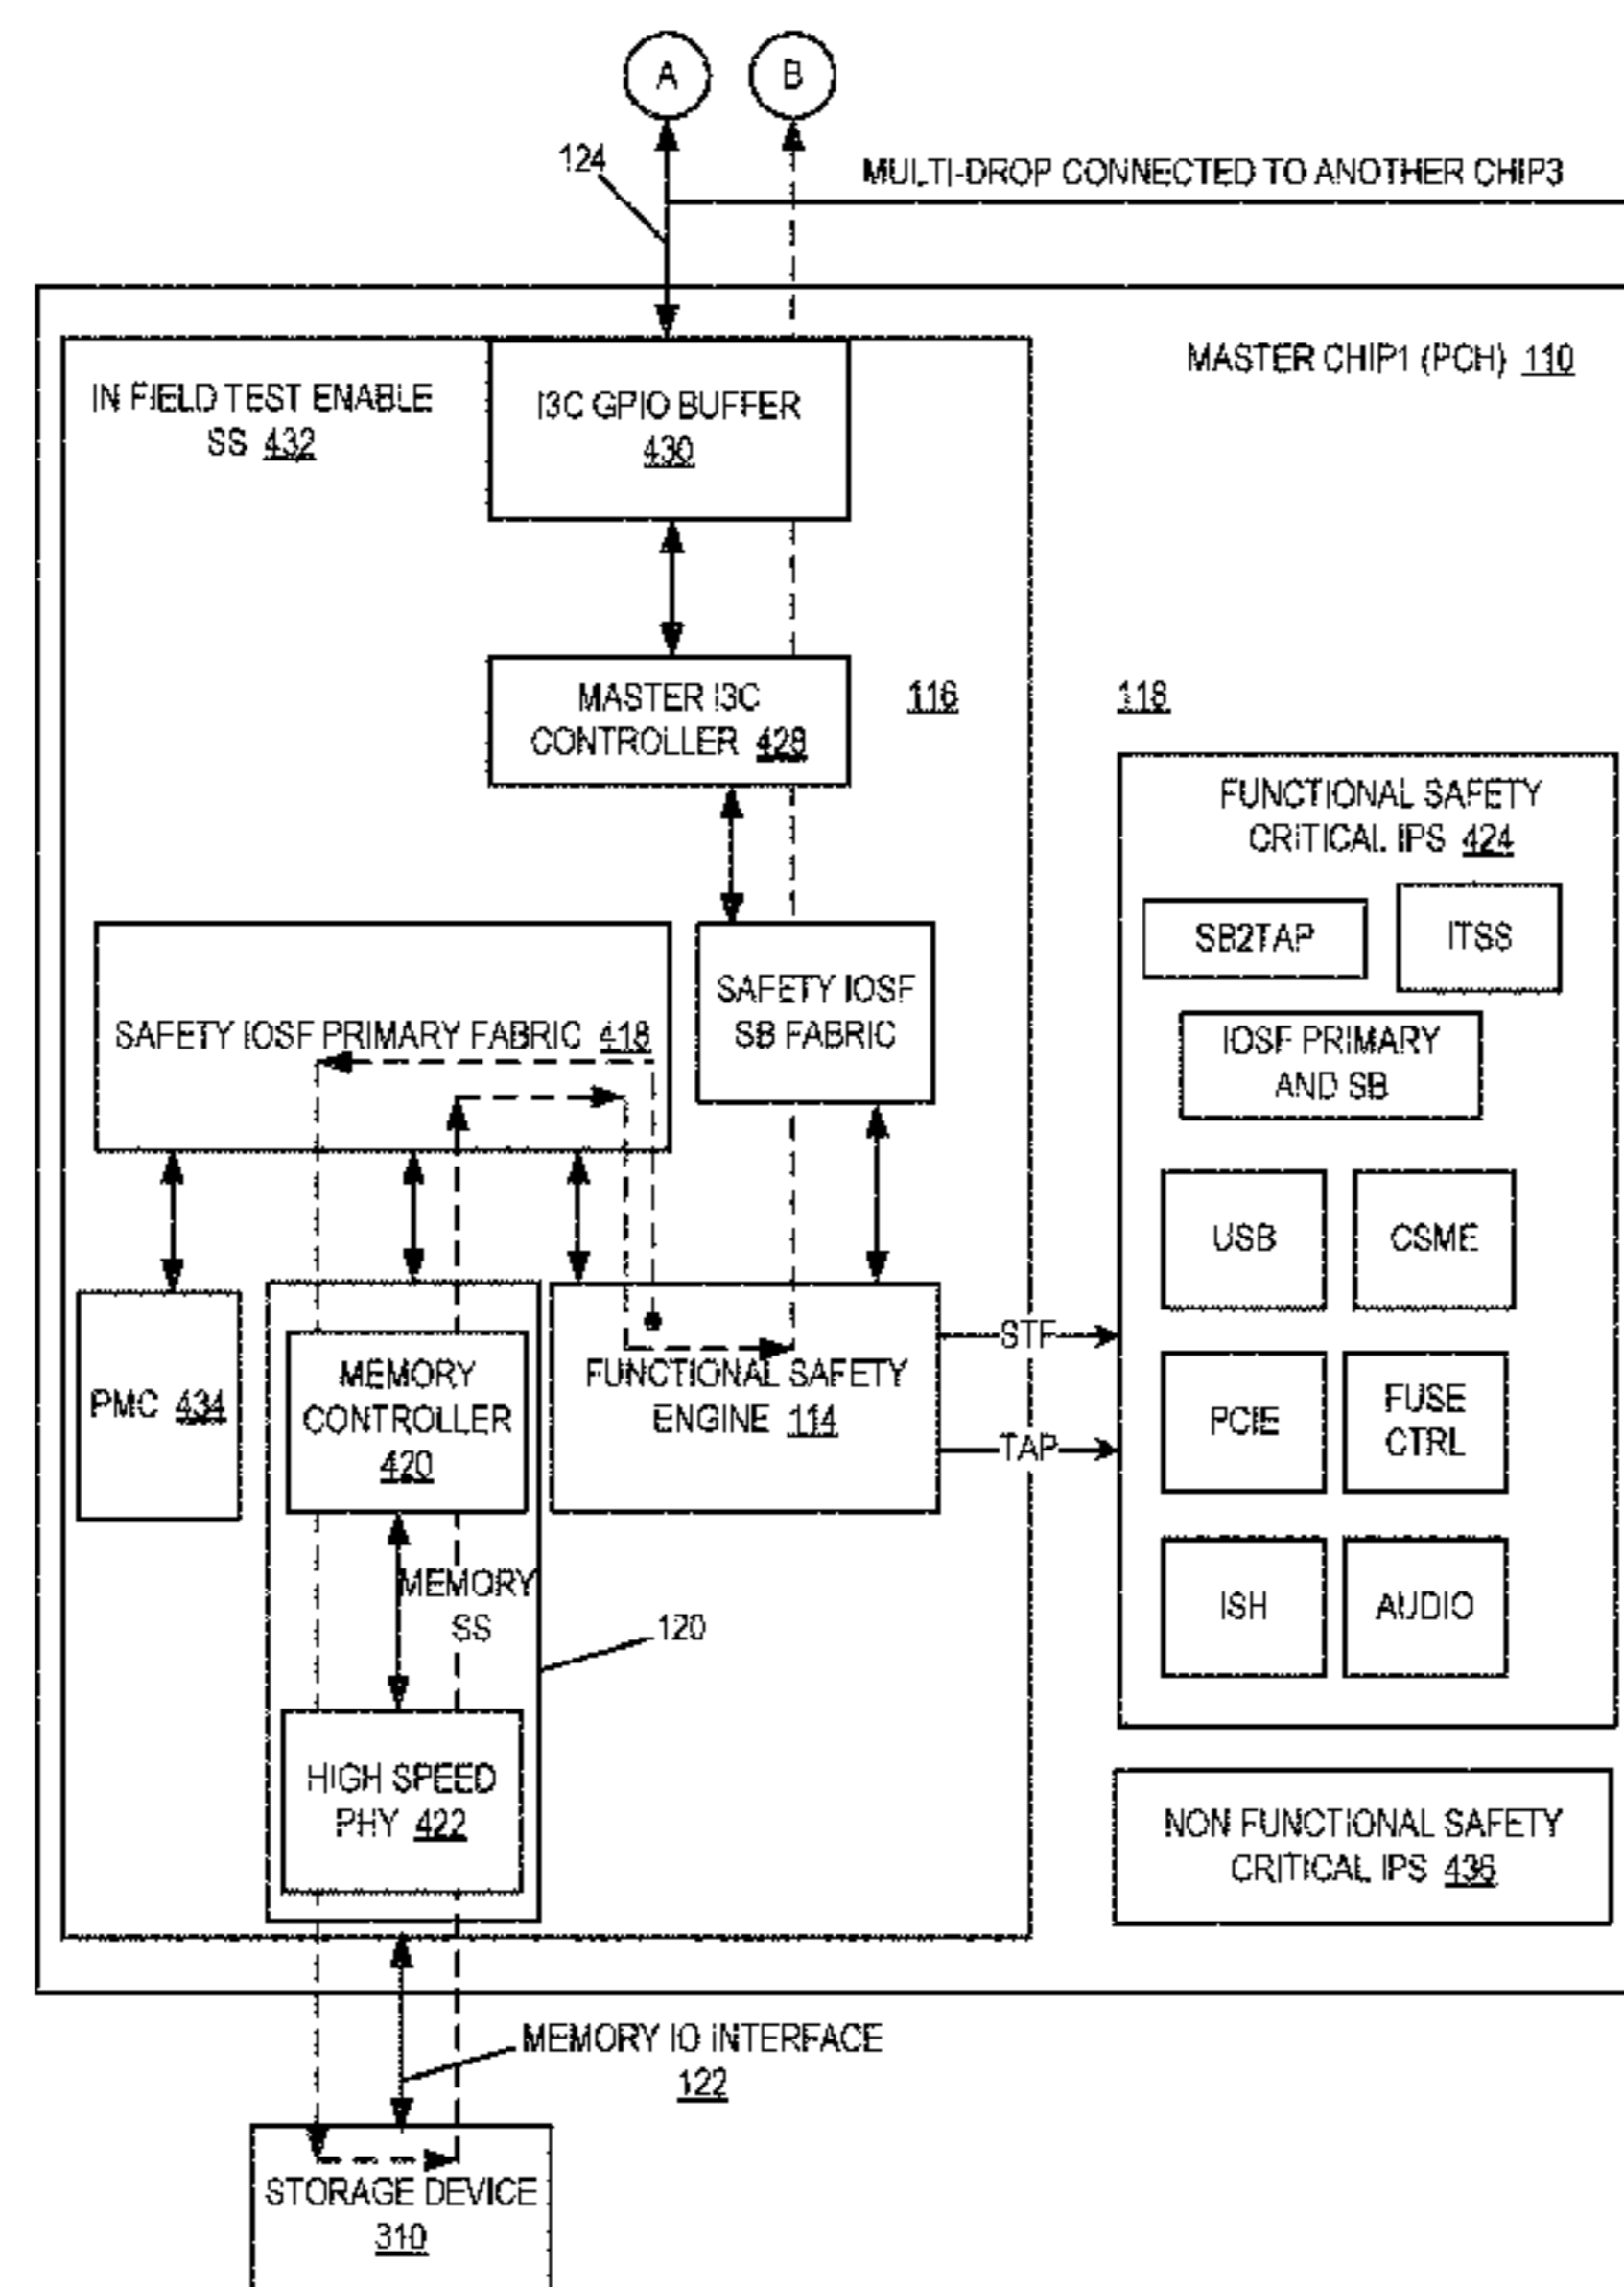 A
B
124
MULTI-DROP CONNECTED TO ANOTHER CHIP3
MASTER CHIP1 (PCH) 110
IN FIELD TEST ENABLE
SS 432
I3C GPIO BUFFER
430
MASTER I3C
CONTROLLER 428
116
118
FUNCTIONAL SAFETY
CRITICAL IPS 424
SB2TAP
ITSS
IOSF PRIMARY
AND SB
USB
CSME
PCIE
FUSE
CTRL
ISH
AUDIO
SAFETY IOSF PRIMARY FABRIC 418
SAFETY IOSF
SB FABRIC
PMC 434
MEMORY
CONTROLLER
420
FUNCTIONAL SAFETY
ENGINE 114
STF
TAP
MEMORY
SS
120
HIGH SPEED
PHY 422
NON FUNCTIONAL SAFETY
CRITICAL IPS 436
MEMORY IO INTERFACE
122
STORAGE DEVICE
310